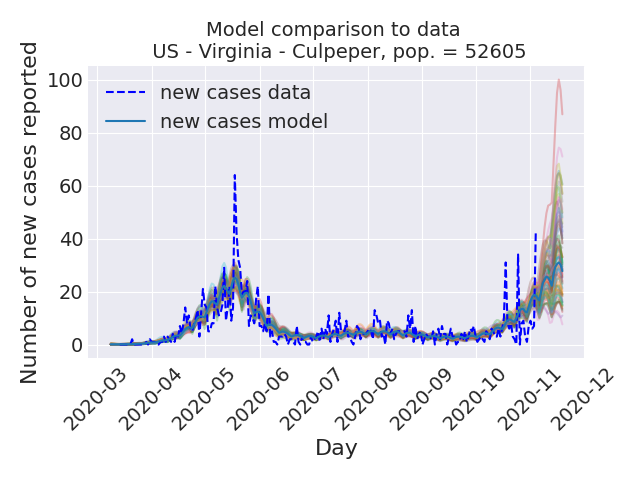 Model comparison to data
US - Virginia - Culpeper, pop. = 52605
Number of new cases reported
100
80
60
40
20
0
new cases data
new cases model
2020-03
2020-04
2020-05
2020-06
2020-07
2020-08
2020-09
2020-10
2020-11
2020-12
Day